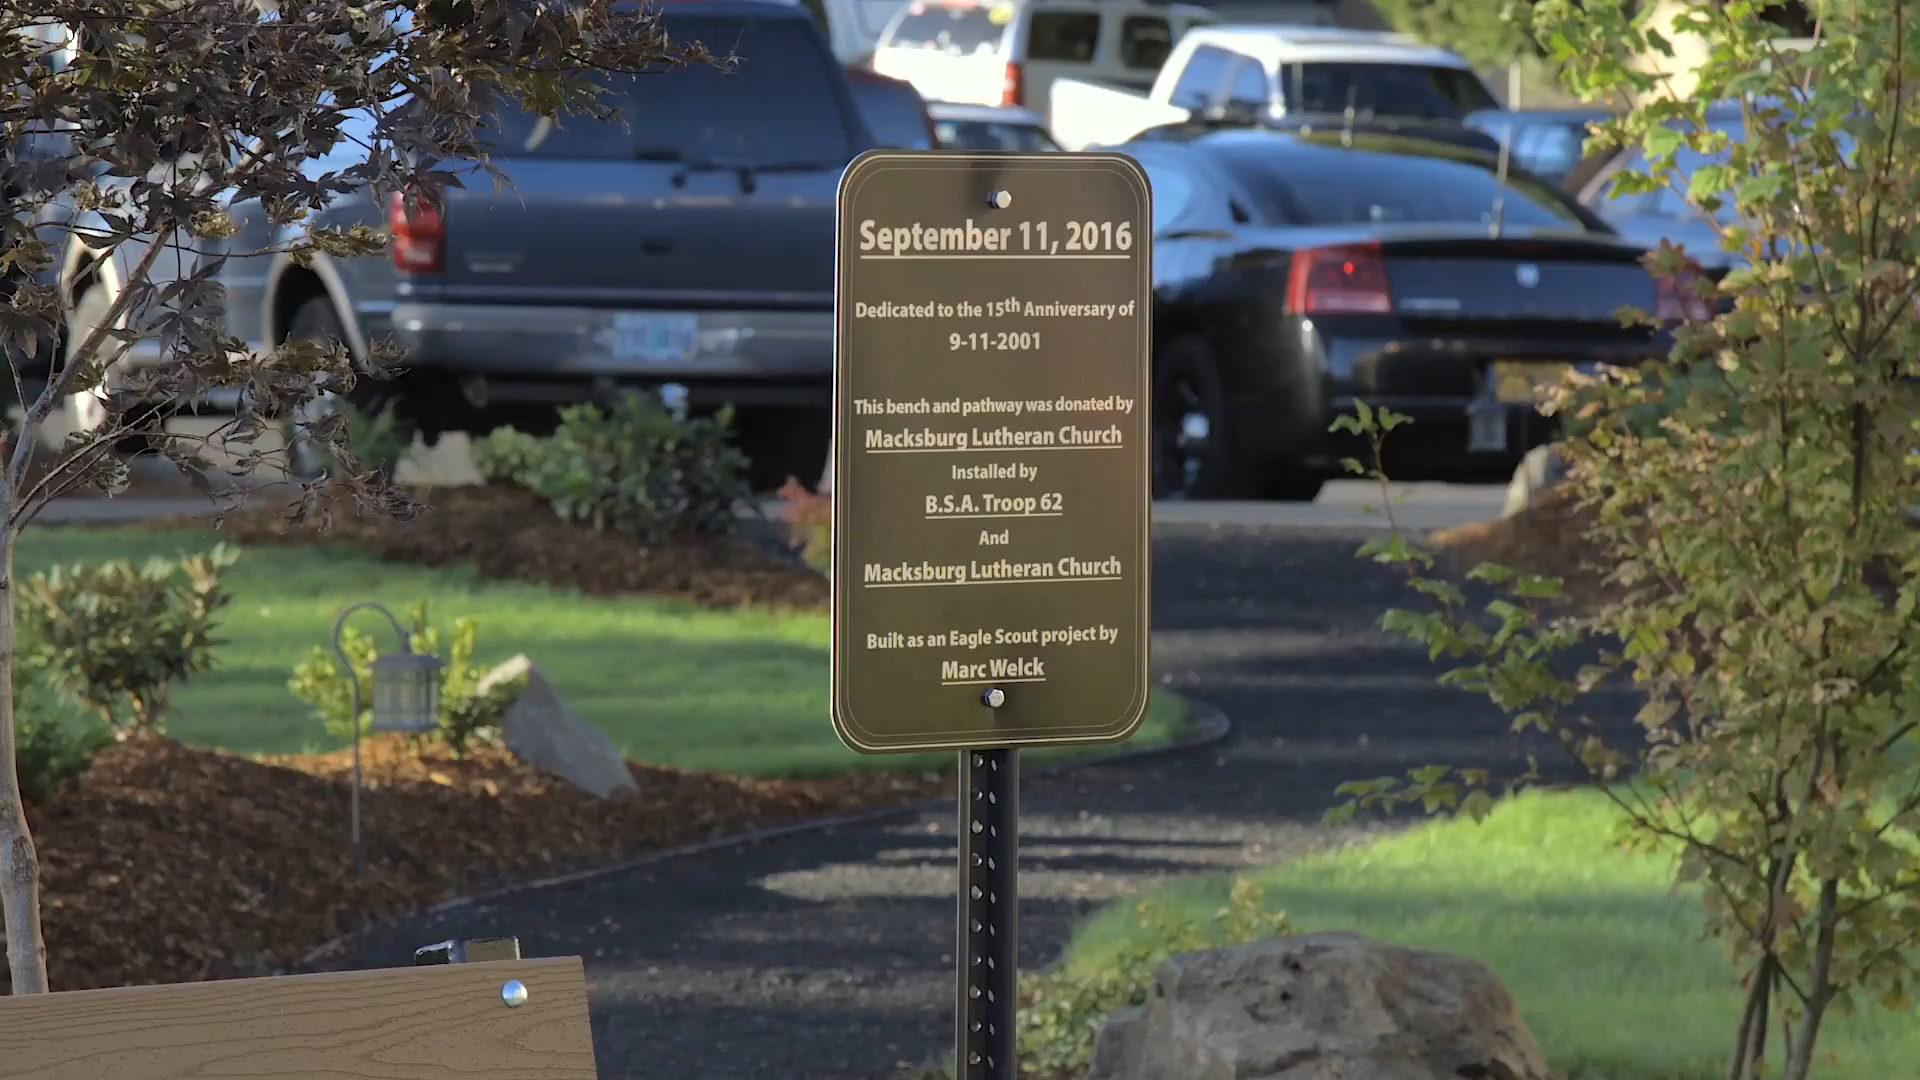 September 11, 2016
Dedicated to the 15th Anniversary of
9-11-2001
This bench and pathway was donated by
Macksburg Lutheran Church
Installed by
B.S.A. Troop 62
And
Macksburg Lutheran Church
Built as an Eagle Scout project by
Marc Welck